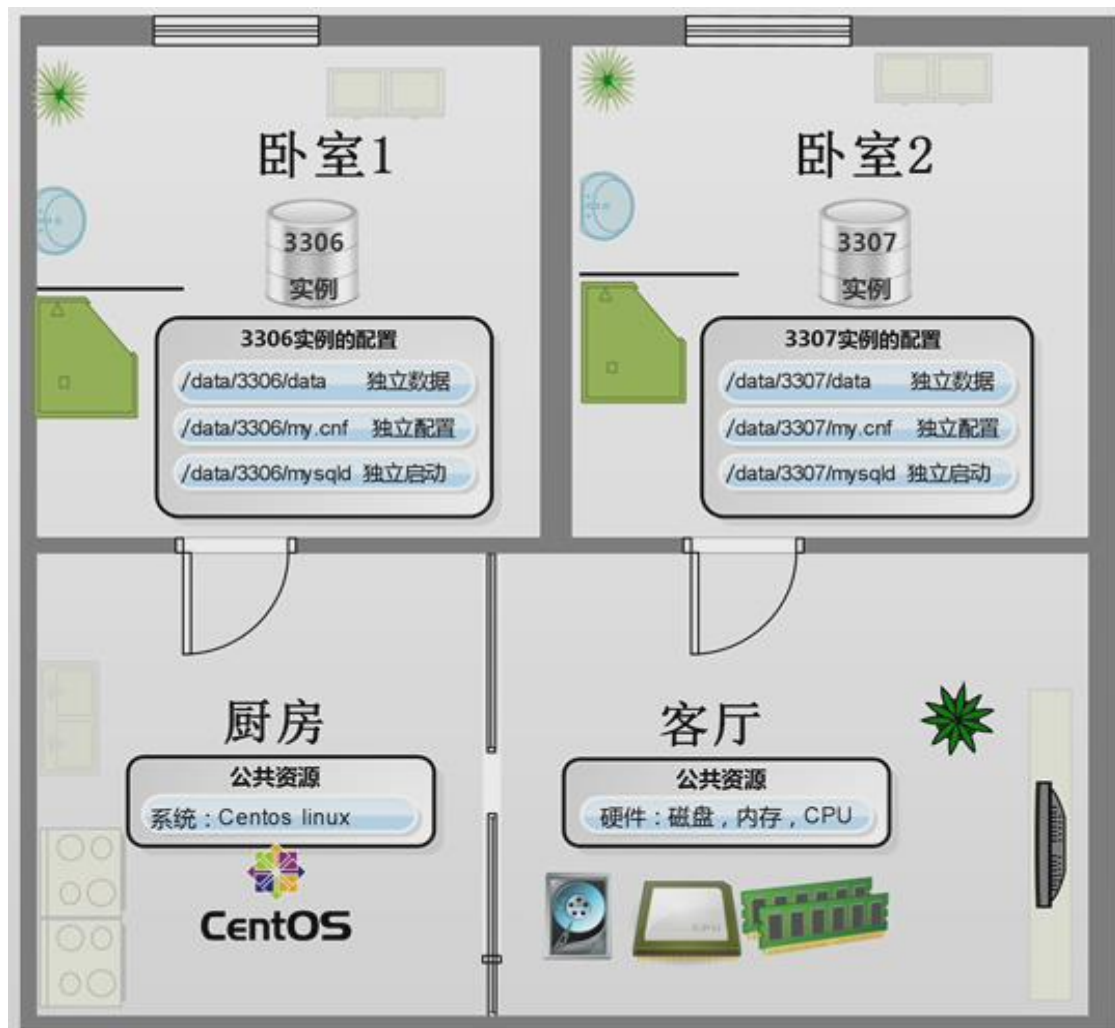 卧室1
3306
实例
3306实例的配置
/data/3306/data 独立数据
/data/3306/my.cnf 独立配置
/data/3306/mysqld 独立启动
卧室2
3307
实例
3307实例的配置
/data/3307/data 独立数据
/data/3307/my.cnf 独立配置
/data/3307/mysqld 独立启动
厨房
公共资源
系统：Centos linux
CentOS
客厅
公共资源
硬件：磁盘，内存，CPU
CPU